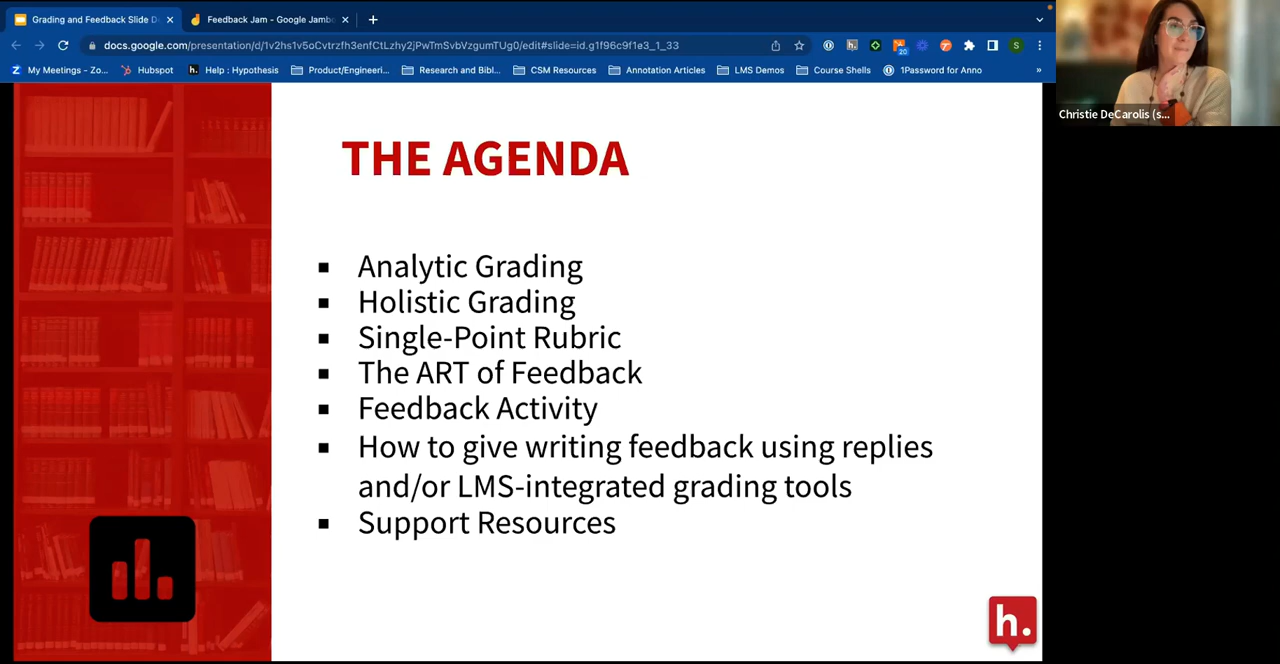 Grading and Feedback Slide D
Feedback Jam - Google Jambo
docs.google.com/presentation/d/1v2hs1v5oCvtrzfh3enfCtLzhy2jPwTmSvbVzgumTUg0/edit#slide=id.g1f96c9f1e3_1_33
20
S
My Meetings - Zo...
Hubspot
h.
Help : Hypothesis
Product/Engineeri...
Research and Bibl...
CSM Resources
Annotation Articles
LMS Demos
Course Shells
1Password for Anno
»
Christie DeCarolis (s...
THE AGENDA
▪ Analytic Grading
▪ Holistic Grading
▪ Single-Point Rubric
▪ The ART of Feedback
▪ Feedback Activity
▪ How to give writing feedback using replies
and/or LMS-integrated grading tools
▪ Support Resources
h.